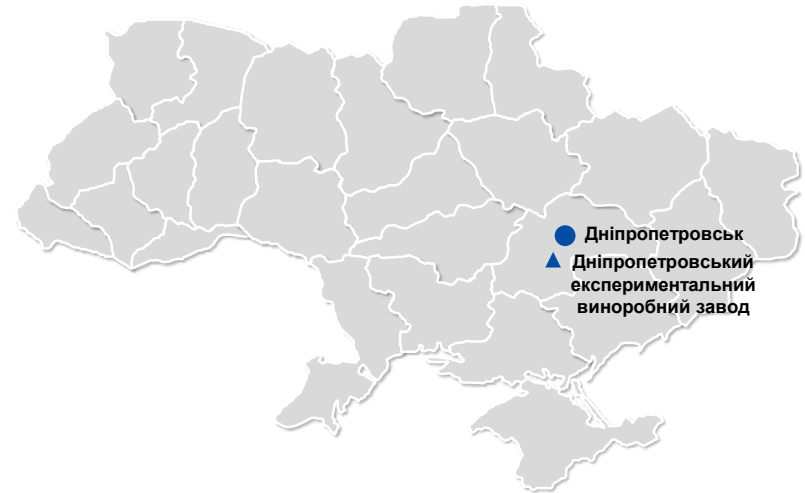 Дніпропетровськ
Дніпропетровський
експериментальний
виноробний завод